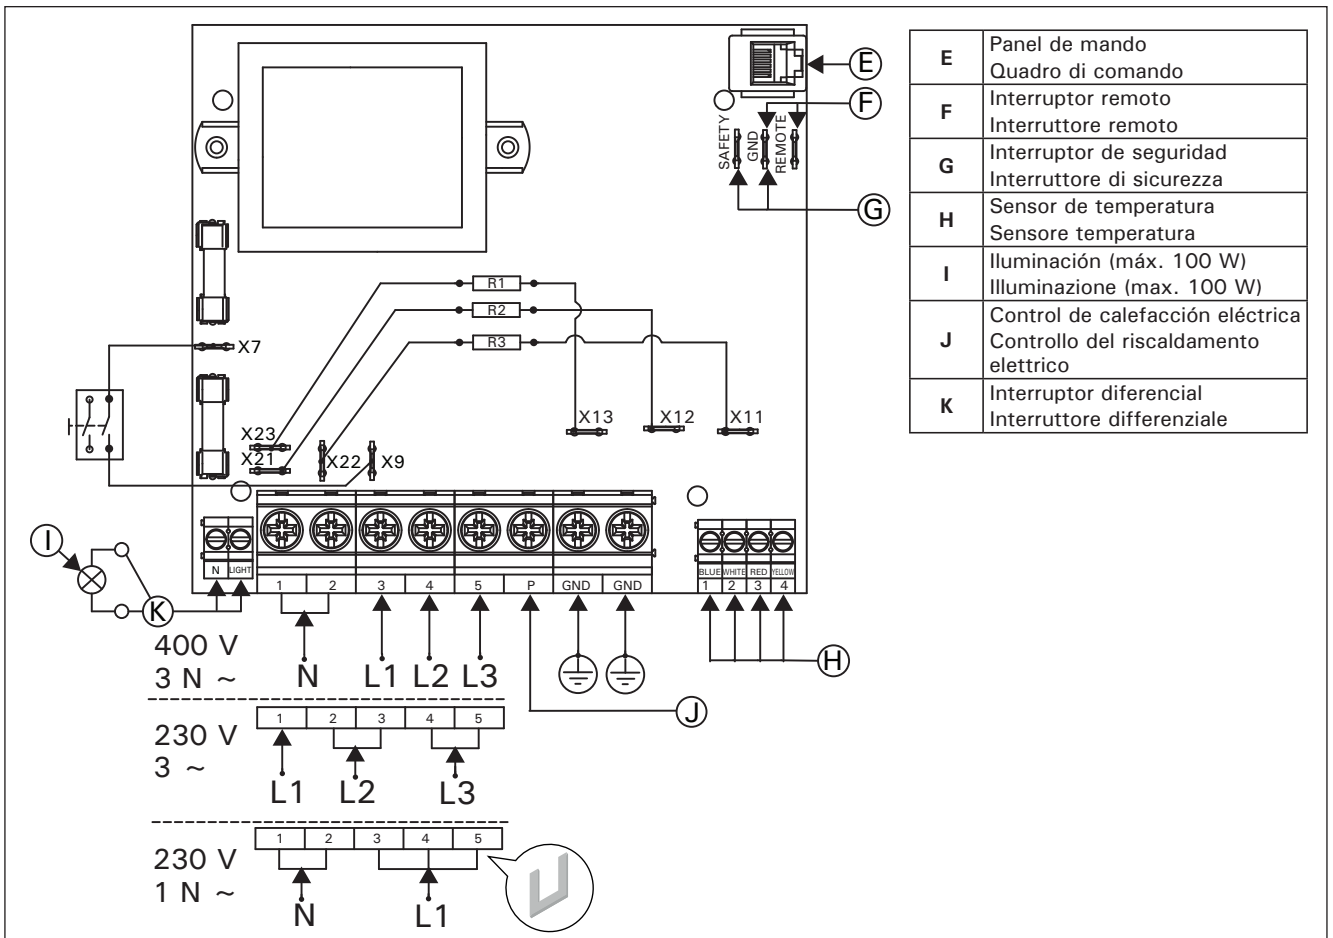 E
F
G
SAFETY
GND
REMOTE
E
Panel de mando
Quadro di comando
F
Interruptor remoto
Interruttore remoto
G
Interruptor de seguridad
Interruttore di sicurezza
H
Sensor de temperatura
Sensore temperatura
I
Iluminación (máx. 100 W)
Illuminazione (max. 100 W)
J
Control de calefacción eléctrica
Controllo del riscaldamento
elettrico
K
Interruptor diferencial
Interruttore differenziale
R1
R2
R3
X7
X13 X12 X11
X23
X21 X22 X9
I
K
N LIGHT
1 2 3 4 5 P GND GND
BLUE WHITE RED YELLOW
1 2 3 4
H
J
400 V
3 N ~
N L1 L2 L3
1 2 3 4 5
230 V
3 ~
L1 L2 L3
1 2 3 4 5
230 V
1 N ~
N L1